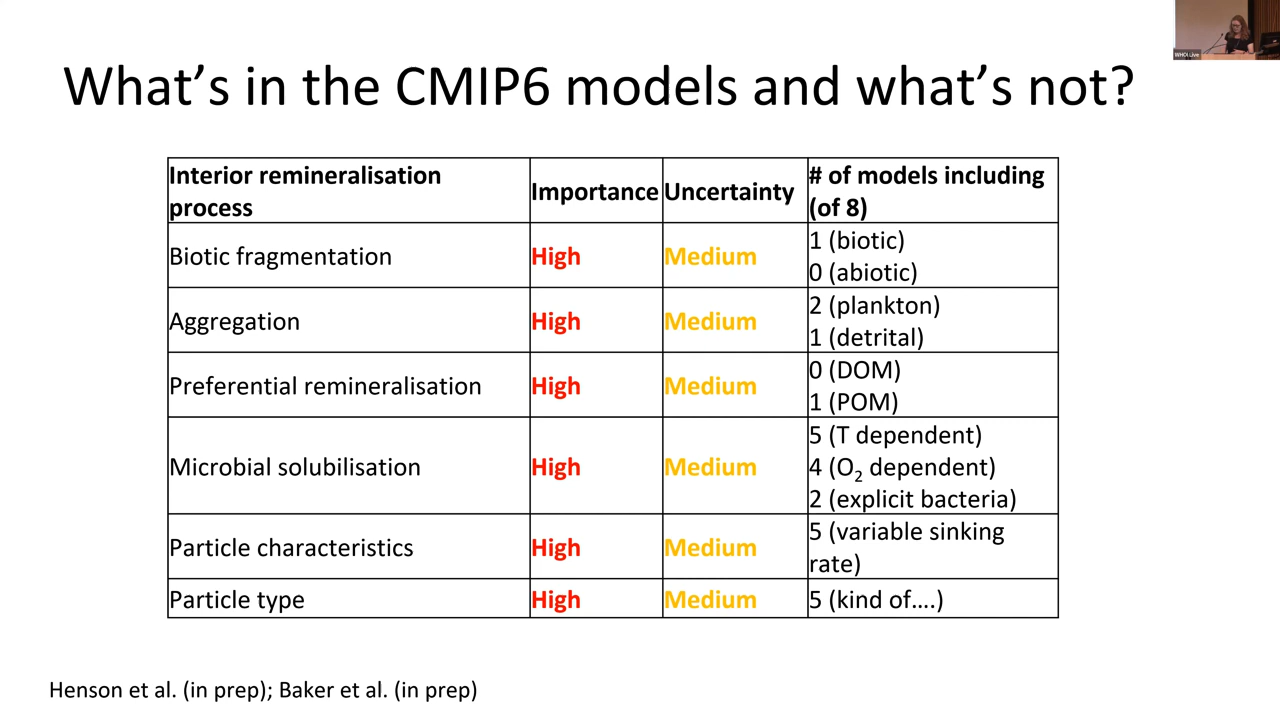 WHOI Live
What's in the CMIP6 models and what's not?
Interior remineralisation
process
Importance
Uncertainty
# of models including
(of 8)
Biotic fragmentation
High
Medium
1 (biotic)
0 (abiotic)
Aggregation
High
Medium
2 (plankton)
1 (detrital)
Preferential remineralisation
High
Medium
0 (DOM)
1 (POM)
Microbial solubilisation
High
Medium
5 (T dependent)
4 (O₂ dependent)
2 (explicit bacteria)
Particle characteristics
High
Medium
5 (variable sinking
rate)
Particle type
High
Medium
5 (kind of....)
Henson et al. (in prep); Baker et al. (in prep)